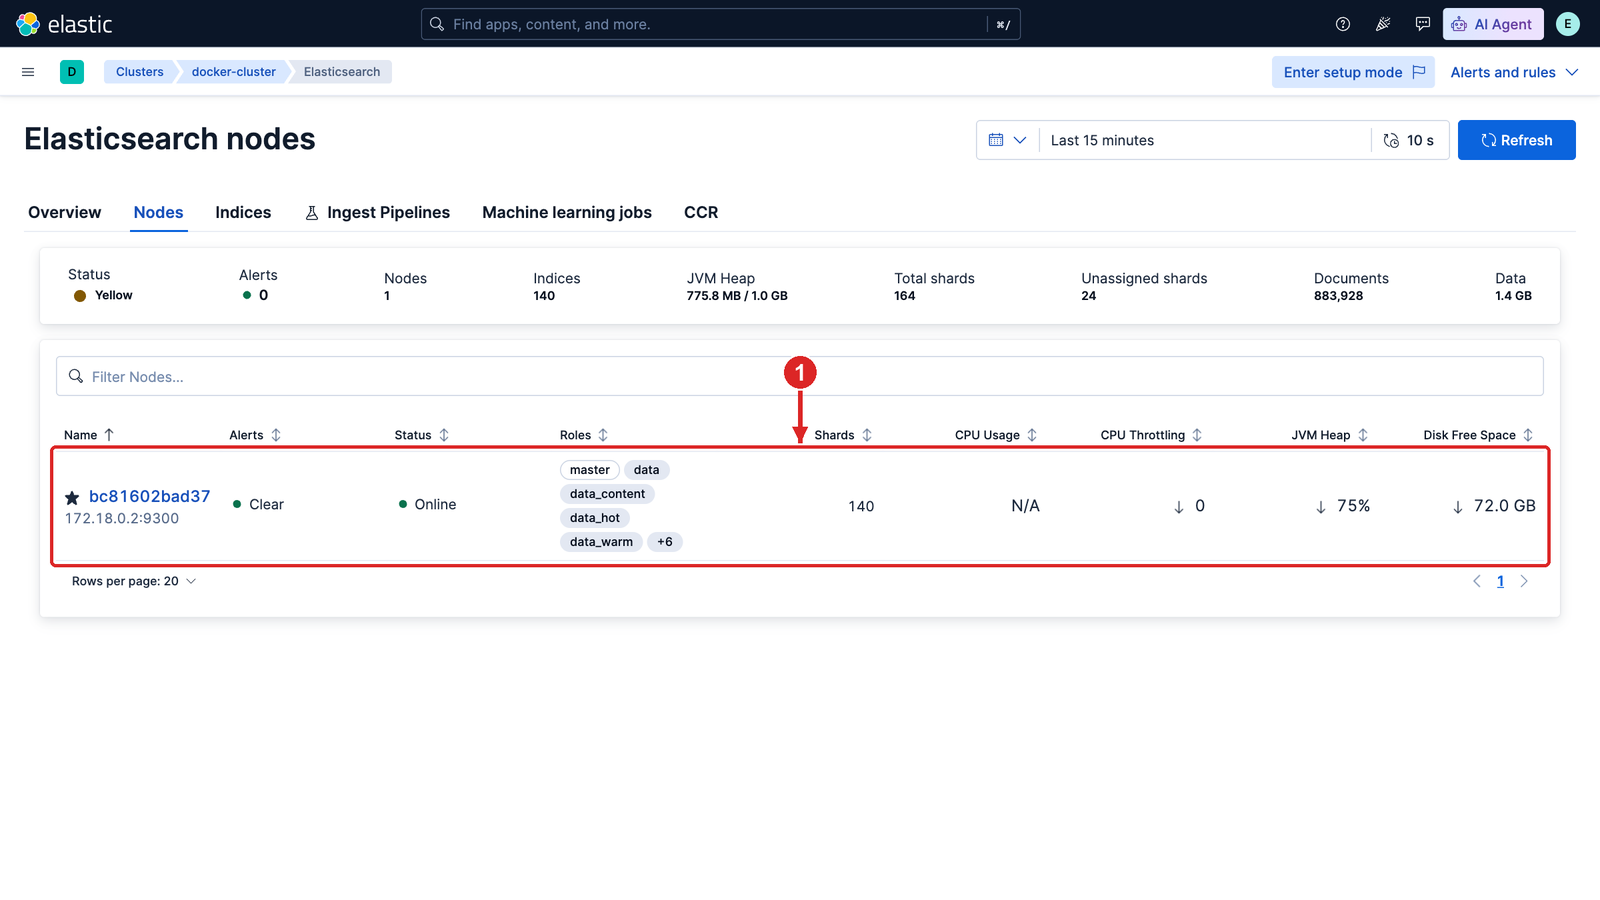 elastic
Find apps, content, and more.
⌘/
AI Agent
E
D
Clusters
docker-cluster
Elasticsearch
Enter setup mode
Alerts and rules
Elasticsearch nodes
Last 15 minutes
10 s
Refresh
Overview
Nodes
Indices
Ingest Pipelines
Machine learning jobs
CCR
Status
Yellow
Alerts
0
Nodes
1
Indices
140
JVM Heap
775.8 MB / 1.0 GB
Total shards
164
Unassigned shards
24
Documents
883,928
Data
1.4 GB
Filter Nodes...
1
Name
Alerts
Status
Roles
Shards
CPU Usage
CPU Throttling
JVM Heap
Disk Free Space
bc81602bad37
172.18.0.2:9300
Clear
Online
master data
data_content
data_hot
data_warm +6
140
N/A
↓ 0
↓ 75%
↓ 72.0 GB
Rows per page: 20
1